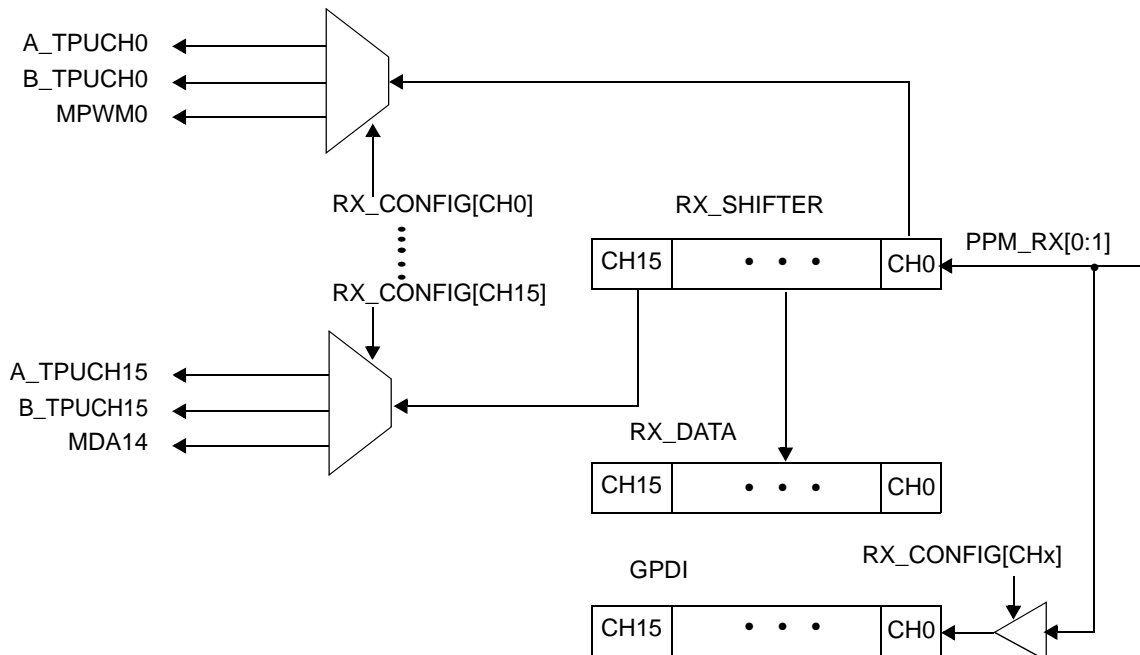 A_TPUCH0
B_TPUCH0
MPWM0
RX_CONFIG[CH0]
RX_SHIFTER
PPM_RX[0:1]
CH15 • • • CH0
RX_CONFIG[CH15]
A_TPUCH15
B_TPUCH15
MDA14
RX_DATA
CH15 • • • CH0
RX_CONFIG[CHx]
GPDI
CH15 • • • CH0